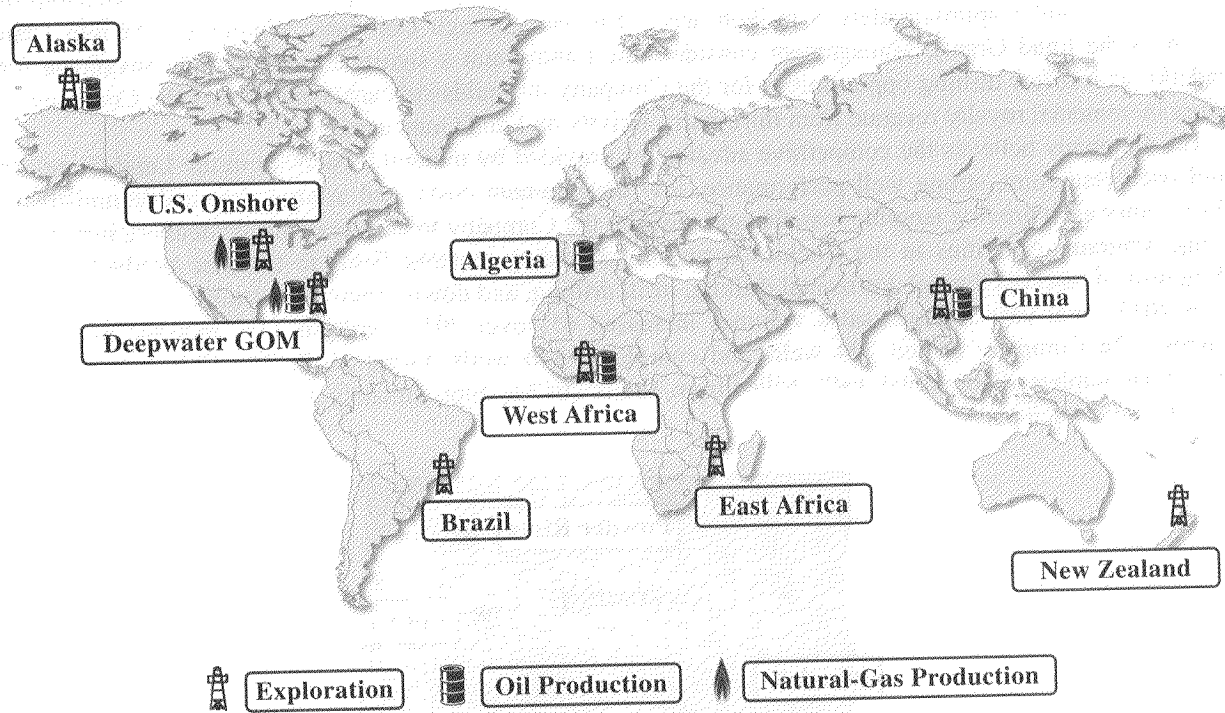 Alaska
U.S. Onshore
Algeria
China
Deepwater GOM
West Africa
East Africa
Brazil
New Zealand
Exploration
Oil Production
Natural-Gas Production